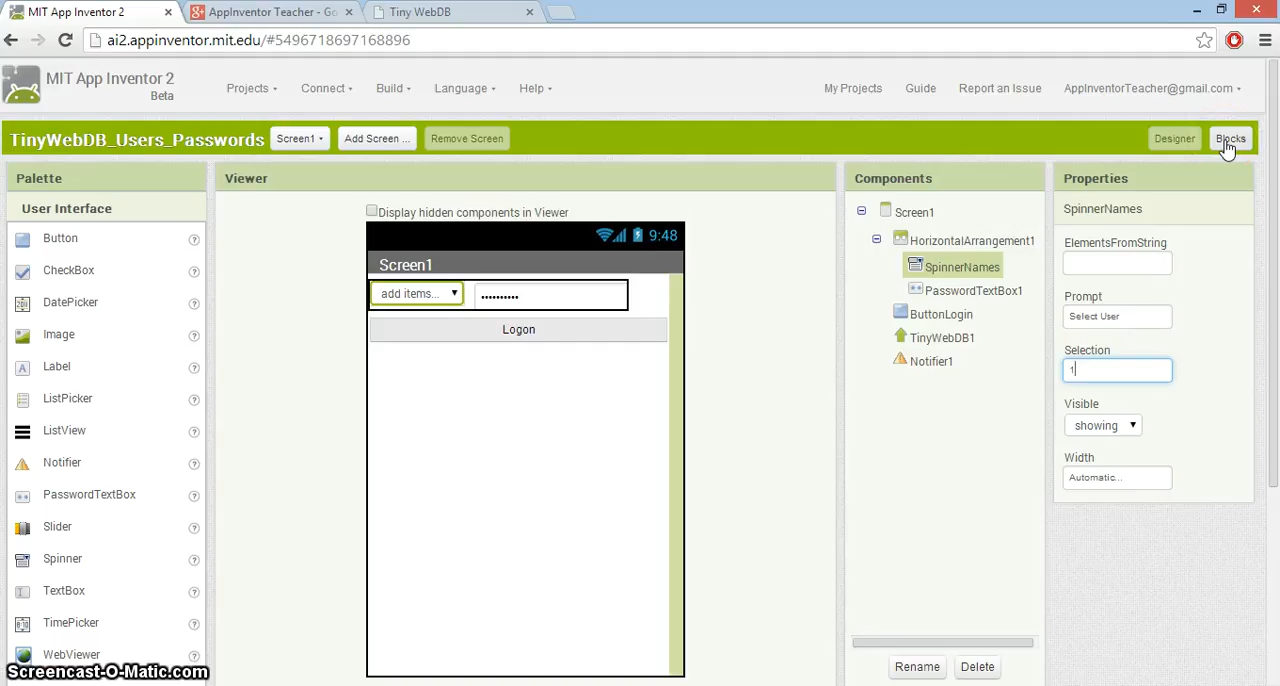 MIT App Inventor 2
AppInventor Teacher - Go
Tiny WebDB
ai2.appinventor.mit.edu/#5496718697168896
MIT App Inventor 2
Beta
Projects
Connect
Build
Language
Help
My Projects
Guide
Report an Issue
AppInventorTeacher@gmail.com
TinyWebDB_Users_Passwords
Screen1
Add Screen ...
Remove Screen
Designer
Blocks
Palette
User Interface
Button
CheckBox
DatePicker
Image
Label
ListPicker
ListView
Notifier
PasswordTextBox
Slider
Spinner
TextBox
TimePicker
WebViewer
Viewer
Display hidden components in Viewer
9:48
Screen1
add items...
••••••••••
Logon
Components
Screen1
HorizontalArrangement1
SpinnerNames
PasswordTextBox1
ButtonLogin
TinyWebDB1
Notifier1
Rename
Delete
Properties
SpinnerNames
ElementsFromString
Prompt
Select User
Selection
1
Visible
showing
Width
Automatic...
Screencast-O-Matic.com